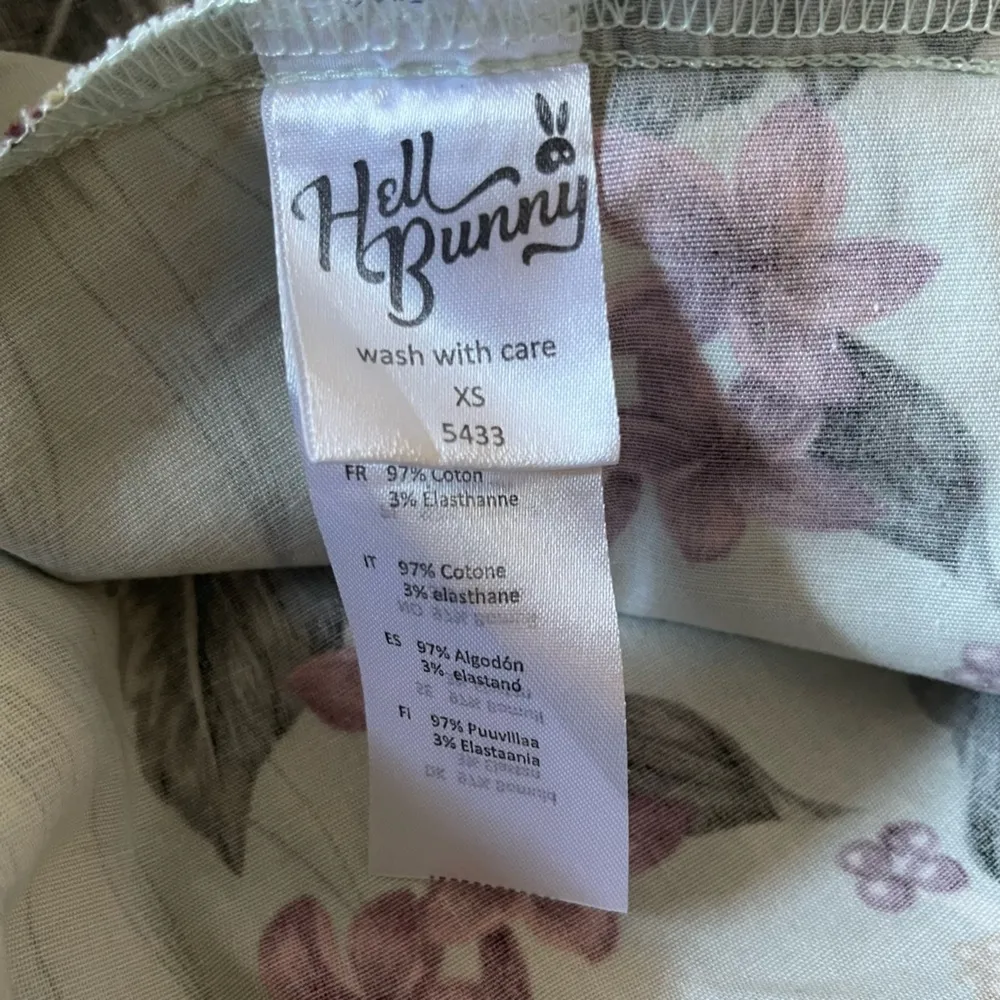 Hell
Bunny
wash with care
XS
5433
FR 97% Coton
3% Elasthanne
IT 97% Cotone
3% elasthane
ES 97% Algodón
3% elastano
FI 97% Puuvillaa
3% Elastaania